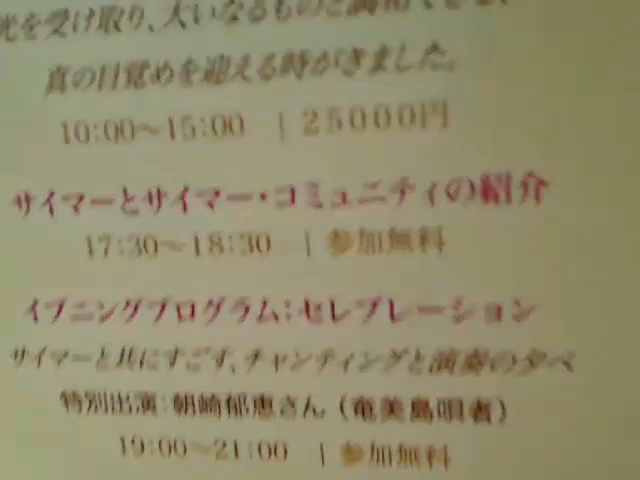 光を受け取り、大いなるものと調和できる、
真の目覚めを迎える時がきました。
10:00〜15:00 | 25000円
サイマーとサイマー・コミュニティの紹介
17:30〜18:30 | 参加無料
イブニングプログラム:セレブレーション
サイマーと共にすごす、チャンティングと演奏の夕べ
特別出演:朝崎郁恵さん(奄美島唄者)
19:00〜21:00 | 参加無料